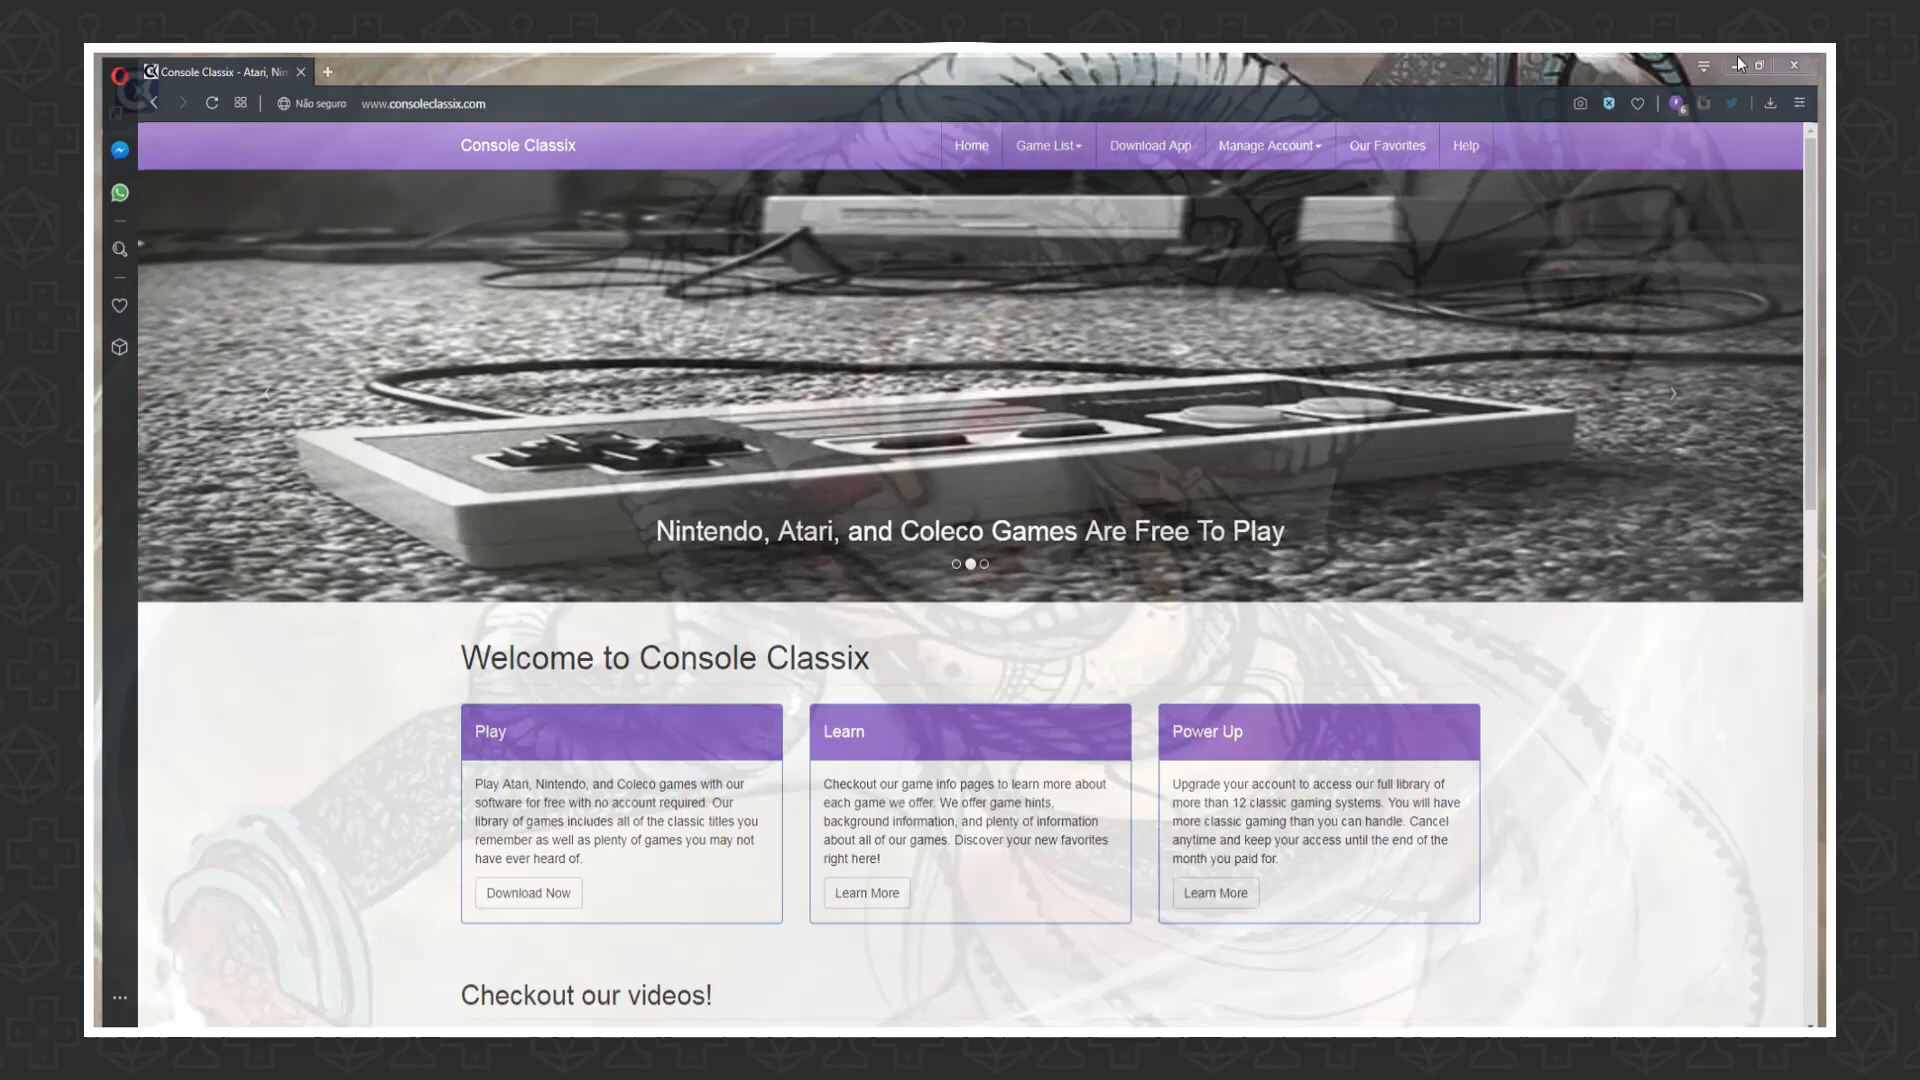 Console Classix - Atari, Nin
Não seguro www.consoleclassix.com
6
Console Classix Home Game List Download App Manage Account Our Favorites Help
Nintendo, Atari, and Coleco Games Are Free To Play
Welcome to Console Classix
Play
Play Atari, Nintendo, and Coleco games with our
software for free with no account required. Our
library of games includes all of the classic titles you
remember as well as plenty of games you may not
have ever heard of.
Download Now
Learn
Checkout our game info pages to learn more about
each game we offer. We offer game hints,
background information, and plenty of information
about all of our games. Discover your new favorites
right here!
Learn More
Power Up
Upgrade your account to access our full library of
more than 12 classic gaming systems. You will have
more classic gaming than you can handle. Cancel
anytime and keep your access until the end of the
month you paid for.
Learn More
Checkout our videos!